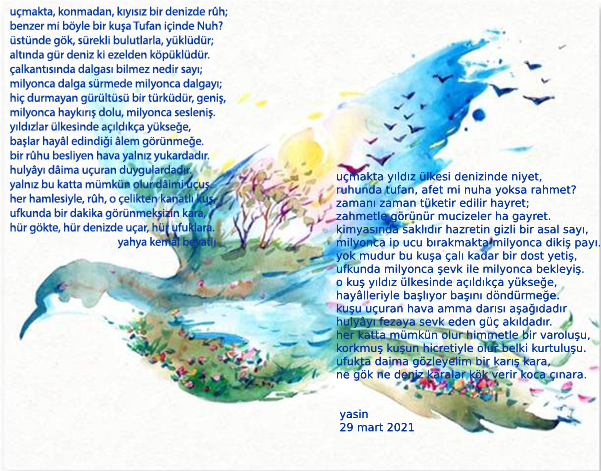 uçmakta, konmadan, kıyısız bir denizde rûh;
benzer mi böyle bir kuşa Tufan içinde Nuh?
üstünde gök, sürekli bulutlarla, yüklüdür;
altında gür deniz ki ezelden köpüklüdür.
çalkantısında dalgası bilmez nedir sayı;
milyonca dalga sürmede milyonca dalgayı;
hiç durmayan gürültüsü bir türküdür, geniş,
milyonca haykırış dolu, milyonca sesleniş.
yıldızlar ülkesinde açıldıkça yükseğe,
başlar hayâl edindiği âlem görünmeğe.
bir rûhu besliyen hava yalnız yukardadır.
hulyâyı dâima uçuran duygulardadır.
yalnız bu katta mümkün olur dâimî uçuş.
her hamlesiyle, rûh, o çelikten kanatlı kuş,
ufkunda bir dakika görünmeksizin kara,
hür gökte, hür denizde uçar, hür ufuklara.
yahya kemal beyatlı
uçmakta yıldız ülkesi denizinde niyet,
ruhunda tufan, afet mi nuha yoksa rahmet?
zamanı zaman tüketir edilir hayret;
zahmetle görünür mucizeler ha gayret.
kimyasında saklıdır hazretin gizli bir asal sayı,
milyonca ip ucu bırakmakta milyonca dikiş payı.
yok mudur bu kuşa çalı kadar bir dost yetiş,
ufkunda milyonca şevk ile milyonca bekleyiş.
o kuş yıldız ülkesinde açıldıkça yükseğe,
hayâlleriyle başlıyor başını döndürmeğe.
kuşu uçuran hava amma darısı aşağıdadır
hulyâyı fezaya sevk eden güç akıldadır.
her katta mümkün olur himmetle bir varoluşu,
korkmuş kuşun hicretiyle olur belki kurtuluşu.
ufukta daima gözleyelim bir karış kara,
ne gök ne deniz karalar kök verir koca çınara.
yasin
29 mart 2021